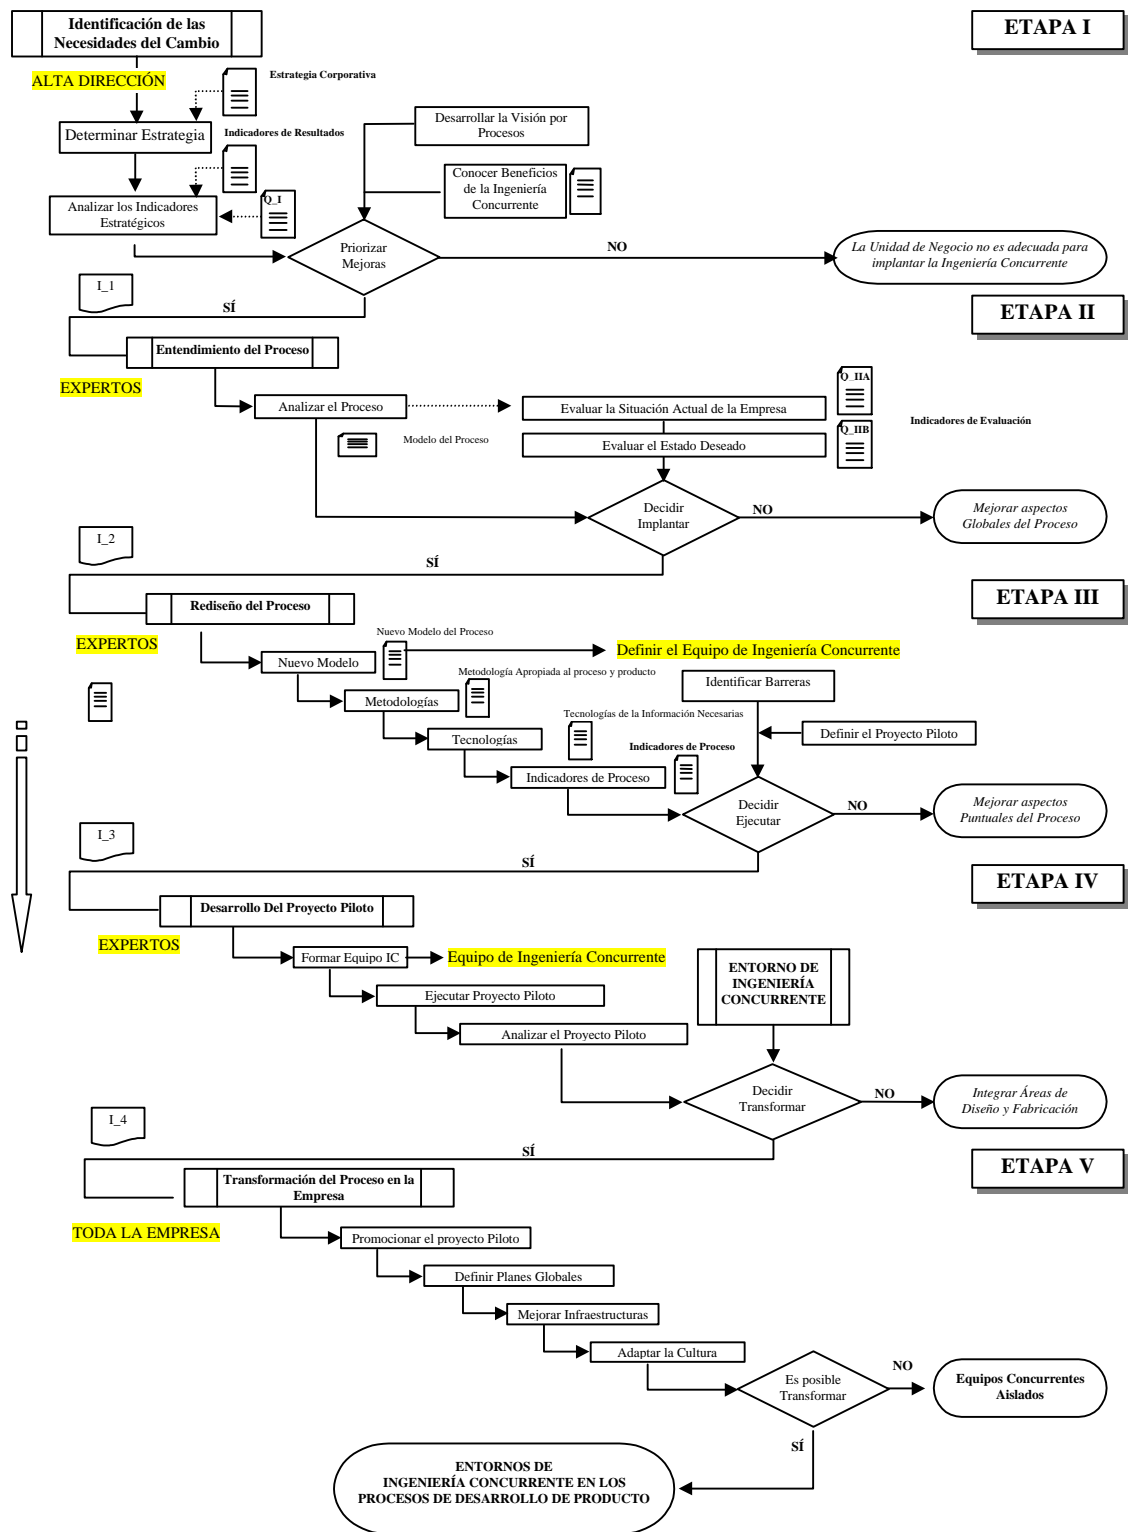 Identificación de las
Necesidades del Cambio
ETAPA I
ALTA DIRECCIÓN
Estrategia Corporativa
Determinar Estrategia
Indicadores de Resultados
Desarrollar la Visión por
Procesos
Conocer Beneficios
de la Ingeniería
Concurrente
Q_I
Analizar los Indicadores
Estratégicos
Priorizar
Mejoras
NO
La Unidad de Negocio no es adecuada para
implantar la Ingeniería Concurrente
I_1
SÍ
ETAPA II
Entendimiento del Proceso
EXPERTOS
Analizar el Proceso
Evaluar la Situación Actual de la Empresa
Q_IIA
Indicadores de Evaluación
Q_IIB
Modelo del Proceso
Evaluar el Estado Deseado
Decidir
Implantar
NO
Mejorar aspectos
Globales del Proceso
I_2
SÍ
ETAPA III
Rediseño del Proceso
EXPERTOS
Nuevo Modelo del Proceso
Definir el Equipo de Ingeniería Concurrente
Nuevo Modelo
Metodología Apropiada al proceso y producto
Identificar Barreras
Metodologías
Tecnologías de la Información Necesarias
Tecnologías
Definir el Proyecto Piloto
Indicadores de Proceso
Indicadores de Proceso
Decidir
Ejecutar
NO
Mejorar aspectos
Puntuales del Proceso
I_3
SÍ
ETAPA IV
Desarrollo Del Proyecto Piloto
EXPERTOS
Formar Equipo IC
Equipo de Ingeniería Concurrente
ENTORNO DE
INGENIERÍA
CONCURRENTE
Ejecutar Proyecto Piloto
Analizar el Proyecto Piloto
Decidir
Transformar
NO
Integrar Áreas de
Diseño y Fabricación
I_4
SÍ
ETAPA V
Transformación del Proceso en la
Empresa
TODA LA EMPRESA
Promocionar el proyecto Piloto
Definir Planes Globales
Mejorar Infraestructuras
Adaptar la Cultura
Es posible
Transformar
NO
Equipos Concurrentes
Aislados
SÍ
ENTORNOS DE
INGENIERÍA CONCURRENTE EN LOS
PROCESOS DE DESARROLLO DE PRODUCTO